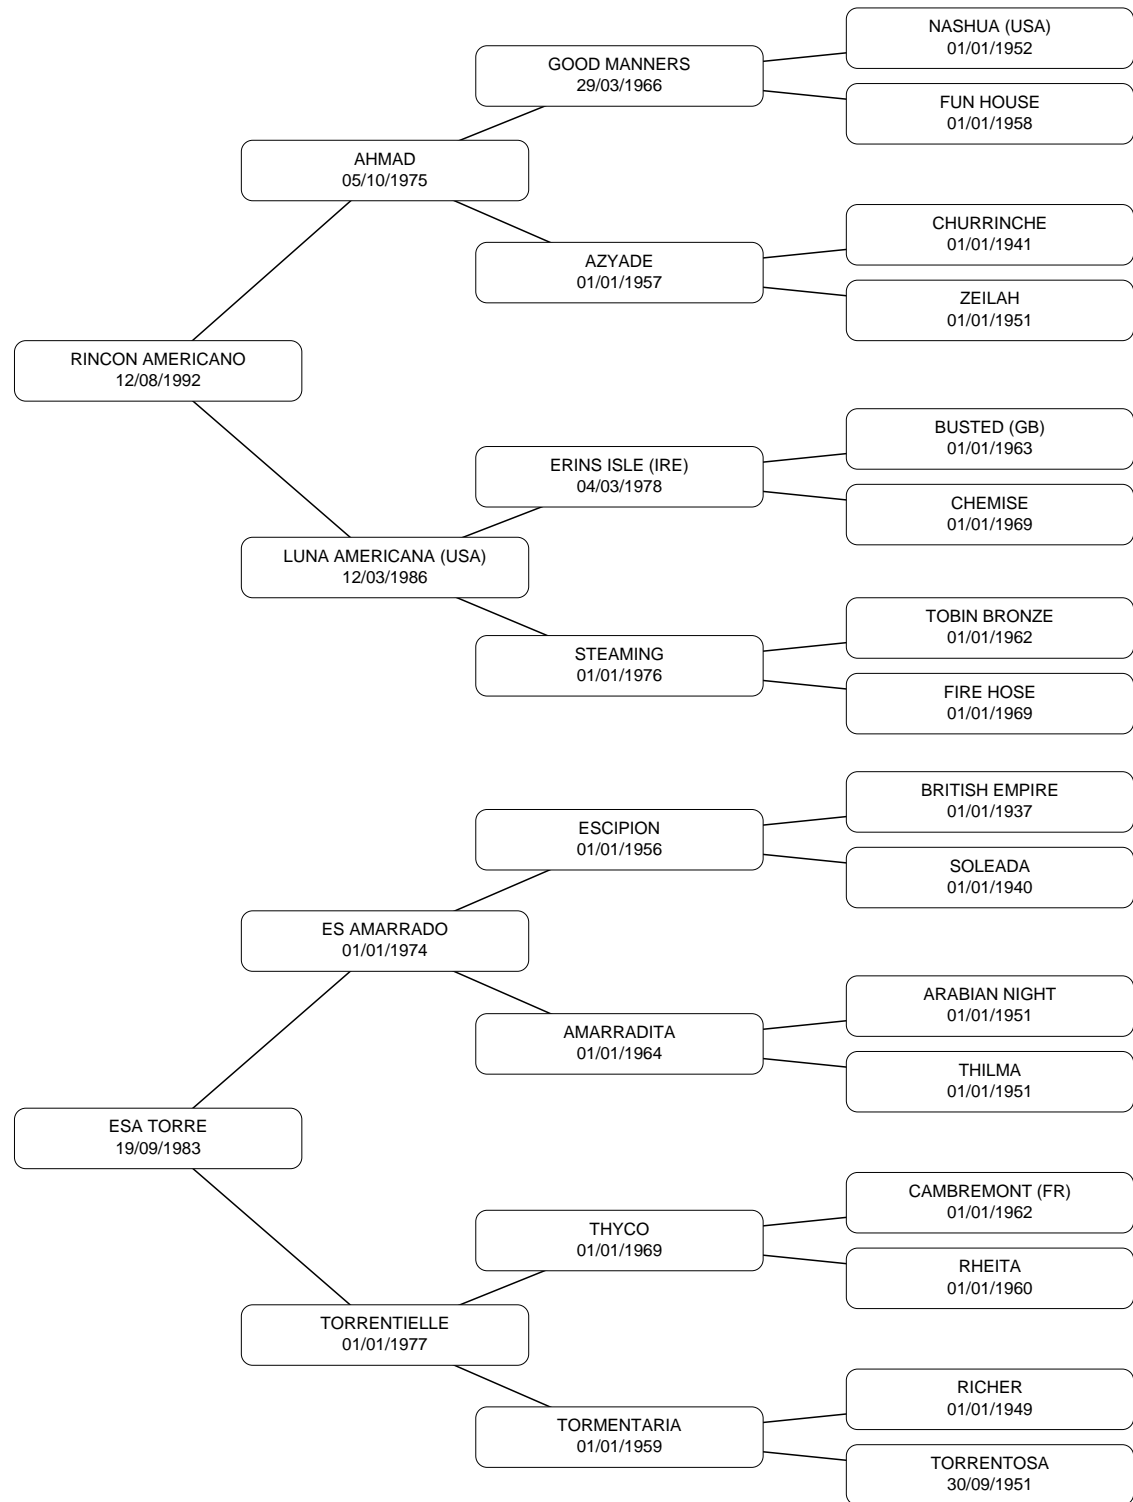 NASHUA (USA)
01/01/1952
GOOD MANNERS
29/03/1966
FUN HOUSE
01/01/1958
AHMAD
05/10/1975
CHURRINCHE
01/01/1941
AZYADE
01/01/1957
ZEILAH
01/01/1951
RINCON AMERICANO
12/08/1992
BUSTED (GB)
01/01/1963
ERINS ISLE (IRE)
04/03/1978
CHEMISE
01/01/1969
LUNA AMERICANA (USA)
12/03/1986
TOBIN BRONZE
01/01/1962
STEAMING
01/01/1976
FIRE HOSE
01/01/1969
BRITISH EMPIRE
01/01/1937
ESCIPION
01/01/1956
SOLEADA
01/01/1940
ES AMARRADO
01/01/1974
ARABIAN NIGHT
01/01/1951
AMARRADITA
01/01/1964
THILMA
01/01/1951
ESA TORRE
19/09/1983
CAMBREMONT (FR)
01/01/1962
THYCO
01/01/1969
RHEITA
01/01/1960
TORRENTIELLE
01/01/1977
RICHER
01/01/1949
TORMENTARIA
01/01/1959
TORRENTOSA
30/09/1951